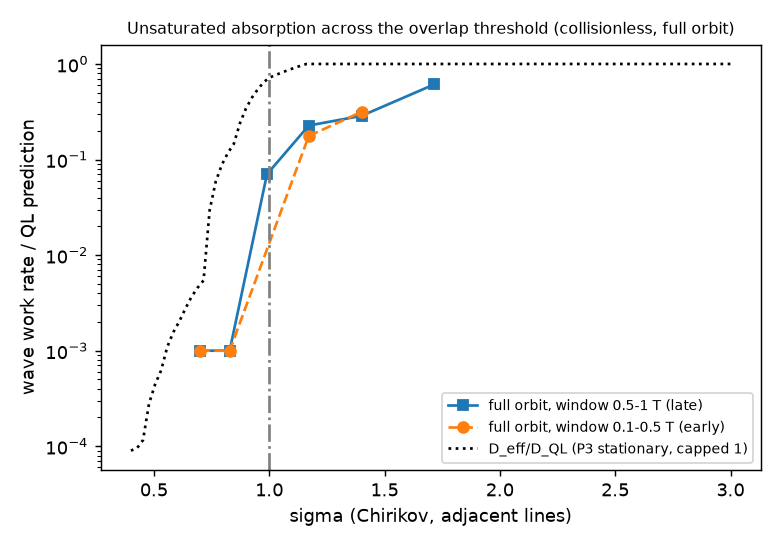 Unsaturated absorption across the overlap threshold (collisionless, full orbit)
wave work rate / QL prediction
10⁰
10⁻¹
10⁻²
10⁻³
10⁻⁴
full orbit, window 0.5-1 T (late)
full orbit, window 0.1-0.5 T (early)
D_eff/D_QL (P3 stationary, capped 1)
0.5 1.0 1.5 2.0 2.5 3.0
sigma (Chirikov, adjacent lines)